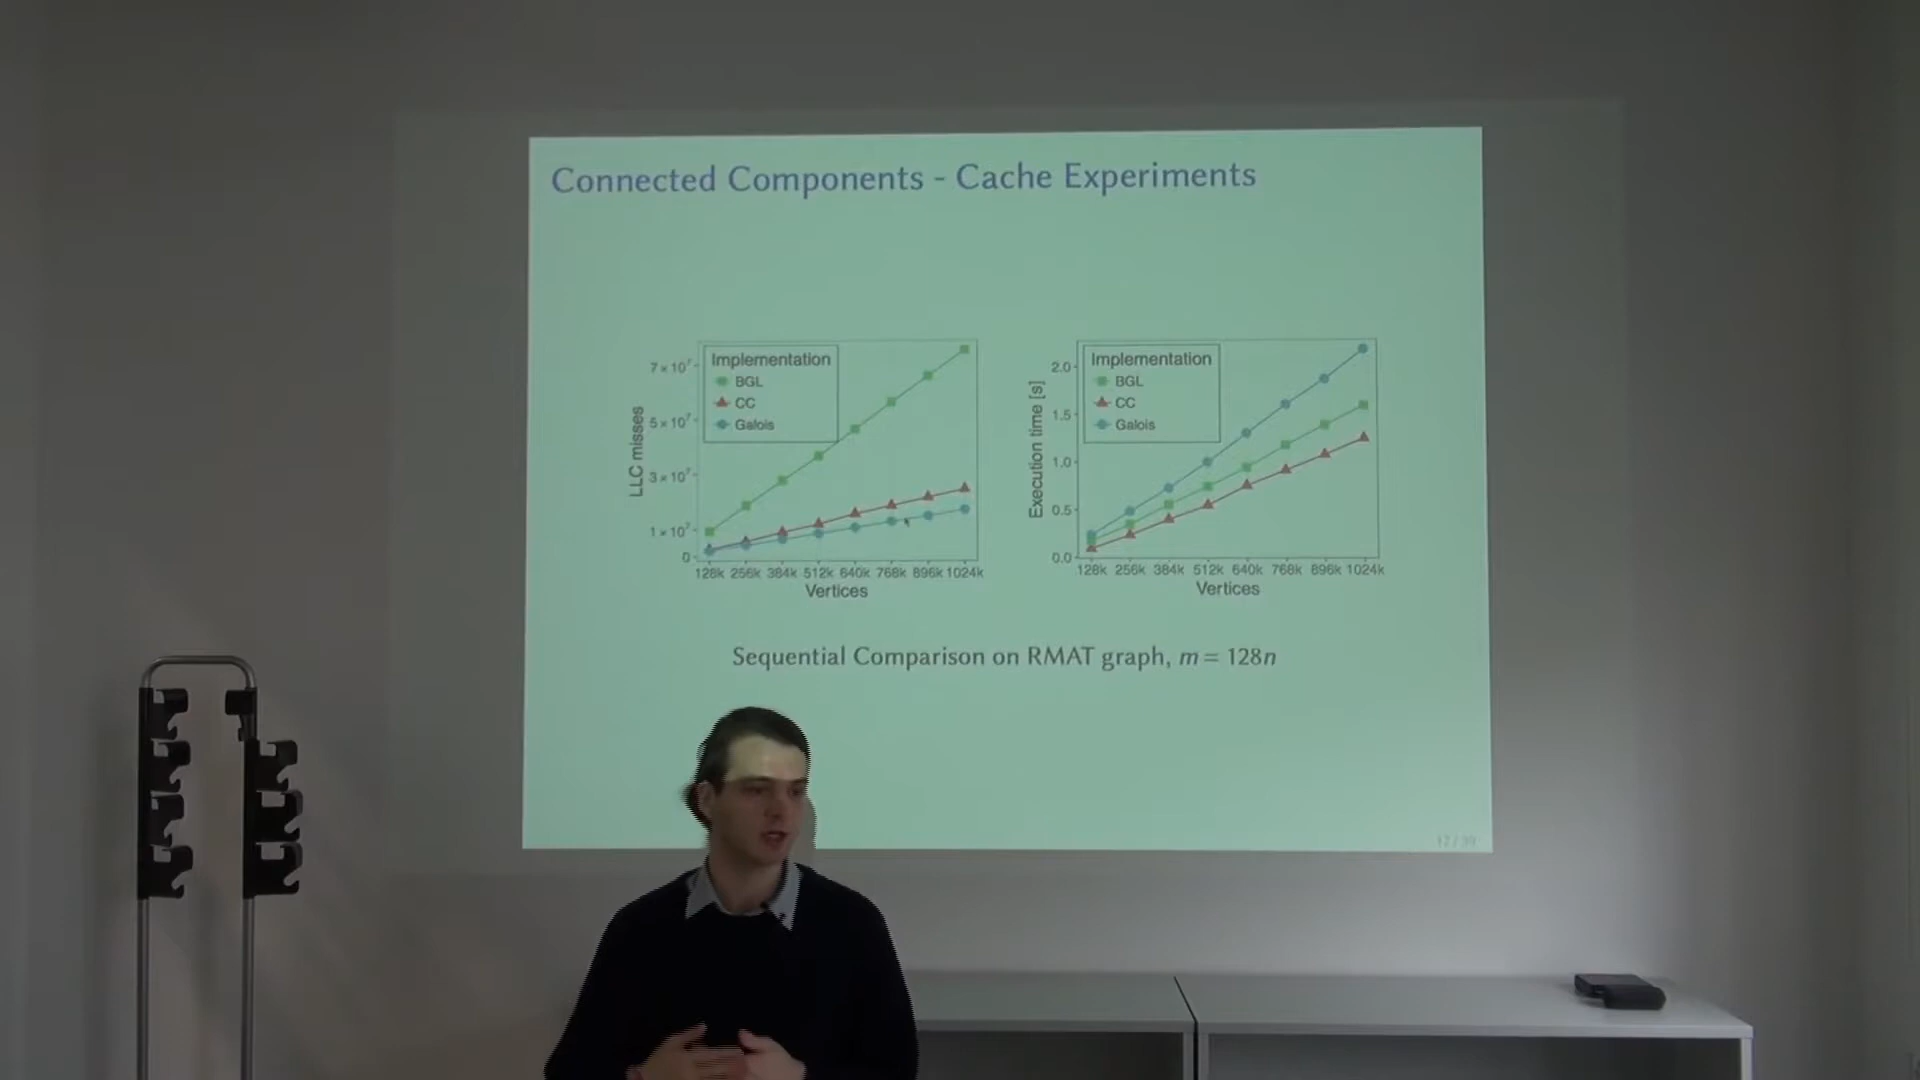 Connected Components - Cache Experiments
Implementation
BGL
CC
Galois
7×10⁷
5×10⁷
3×10⁷
1×10⁷
0
LLC misses
128k 256k 384k 512k 640k 768k 896k 1024k
Vertices
Implementation
BGL
CC
Galois
2.0
1.5
1.0
0.5
0.0
Execution time [s]
128k 256k 384k 512k 640k 768k 896k 1024k
Vertices
Sequential Comparison on RMAT graph, m = 128n